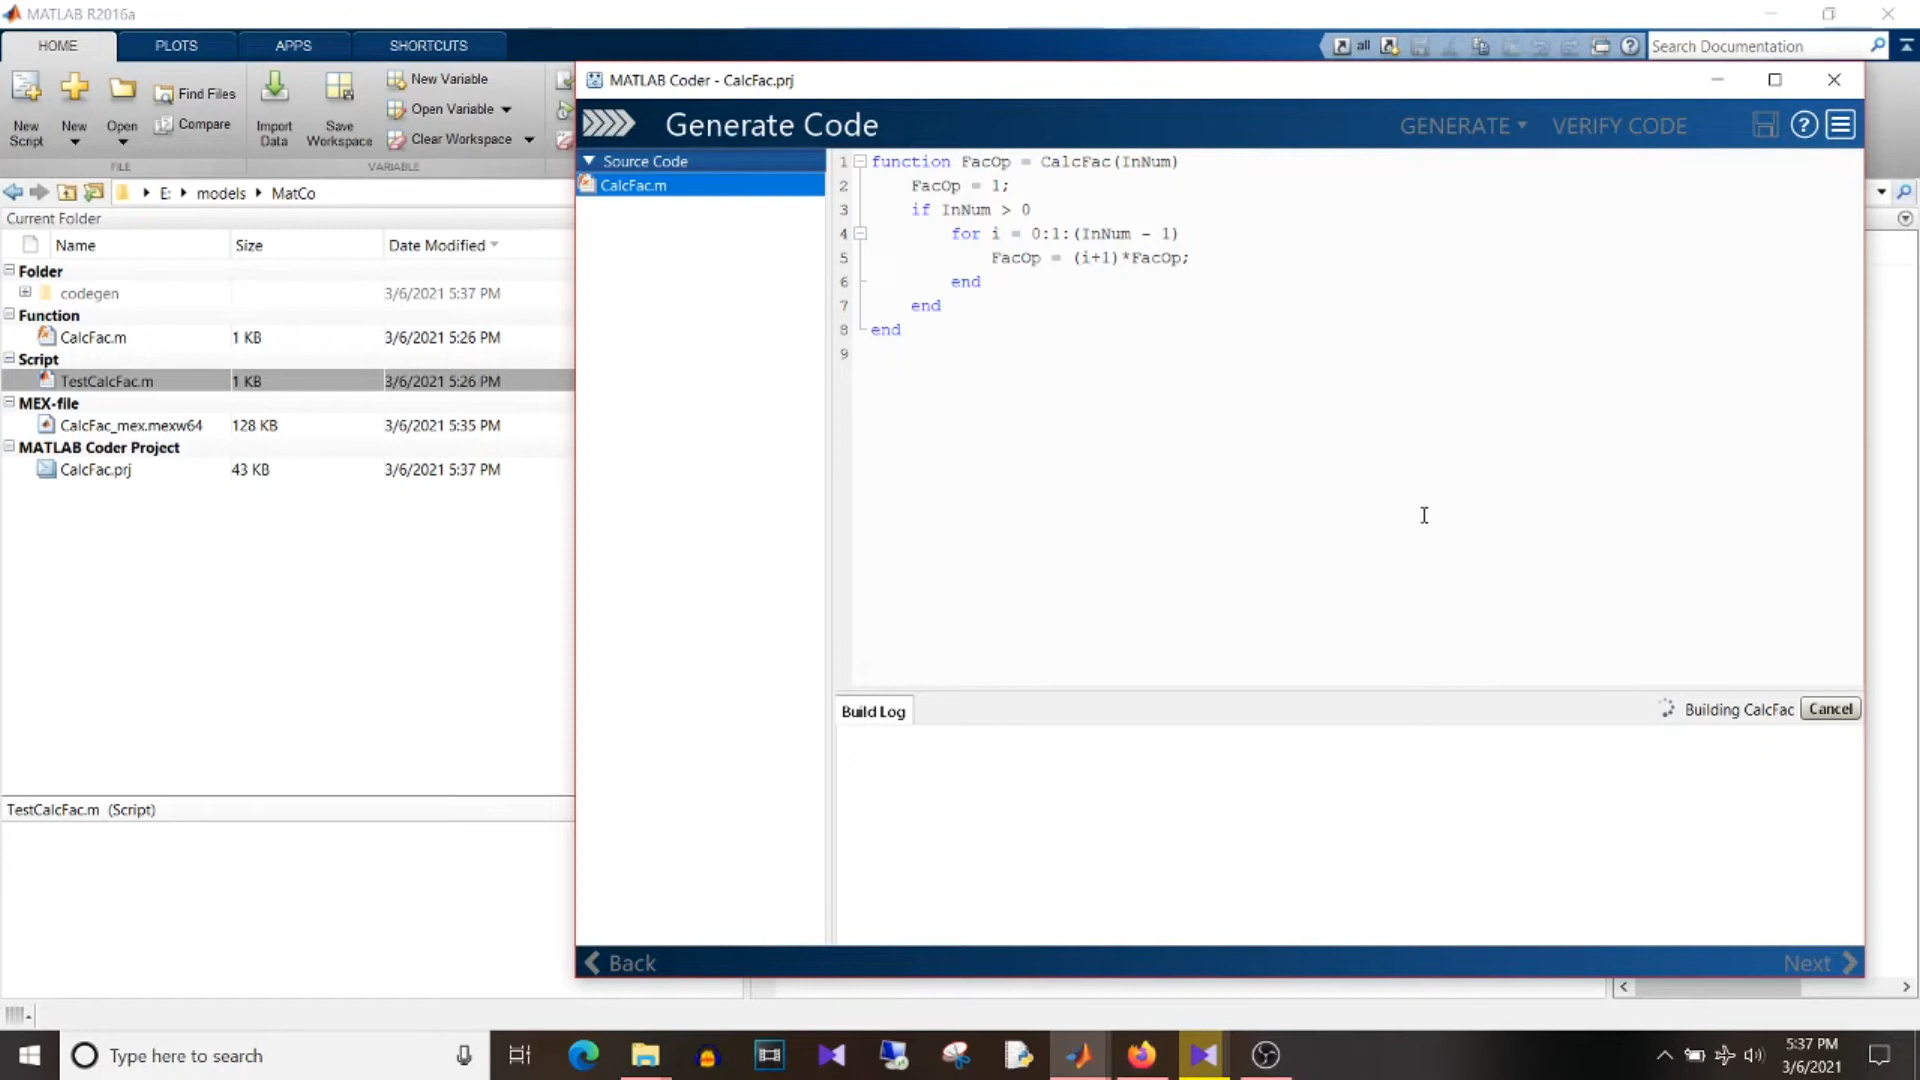 MATLAB R2016a
HOME PLOTS APPS SHORTCUTS
all
Search Documentation
New Script
New
Open
Find Files
Compare
Import Data
Save Workspace
New Variable
Open Variable
Clear Workspace
FILE
VARIABLE
E: models MatCo
Current Folder
Name Size Date Modified
Folder
codegen 3/6/2021 5:37 PM
Function
CalcFac.m 1 KB 3/6/2021 5:26 PM
Script
TestCalcFac.m 1 KB 3/6/2021 5:26 PM
MEX-file
CalcFac_mex.mexw64 128 KB 3/6/2021 5:35 PM
MATLAB Coder Project
CalcFac.prj 43 KB 3/6/2021 5:37 PM
TestCalcFac.m (Script)
MATLAB Coder - CalcFac.prj
Generate Code
GENERATE VERIFY CODE
Source Code
CalcFac.m
1 function FacOp = CalcFac(InNum)
2 FacOp = 1;
3 if InNum > 0
4 for i = 0:1:(InNum - 1)
5 FacOp = (i+1)*FacOp;
6 end
7 end
8 end
9
Build Log
Building CalcFac Cancel
Back
Next
Type here to search
5:37 PM
3/6/2021